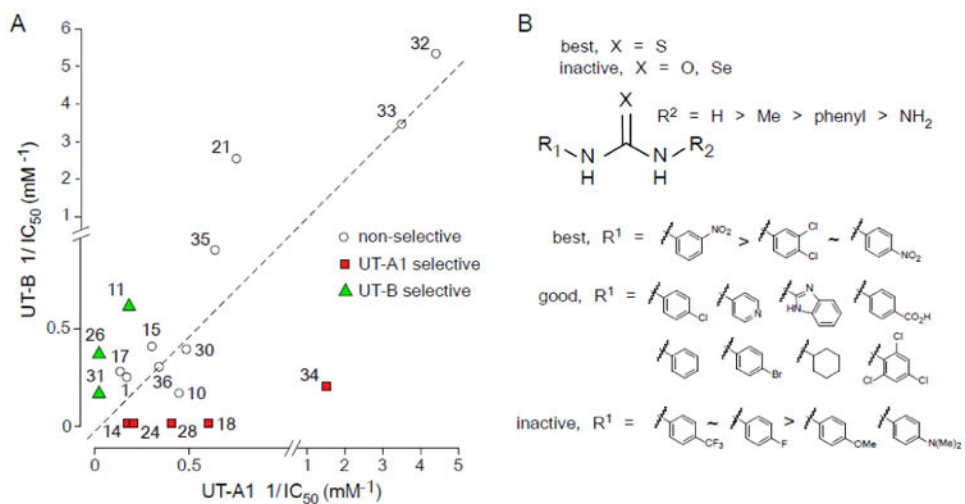 A
UT-B 1/IC50 (mM-1)
6
5
4
3
2
1
0.5
0
0
0.5
1
2
3
4
5
UT-A1 1/IC50 (mM-1)
32
33
21
35
11
15
26
17
30
1
31
36
10
34
14
24
28
18
non-selective
UT-A1 selective
UT-B selective
B
best, X = S
inactive, X = O, Se
X
R1
N
H
N
H
R2
R2 = H > Me > phenyl > NH2
best, R1 =
NO2
>
Cl
Cl
~
NO2
good, R1 =
Cl
N
N
HN
CO2H
Br
Cl
Cl
Cl
inactive, R1 =
CF3
~
F
>
OMe
N(Me)2